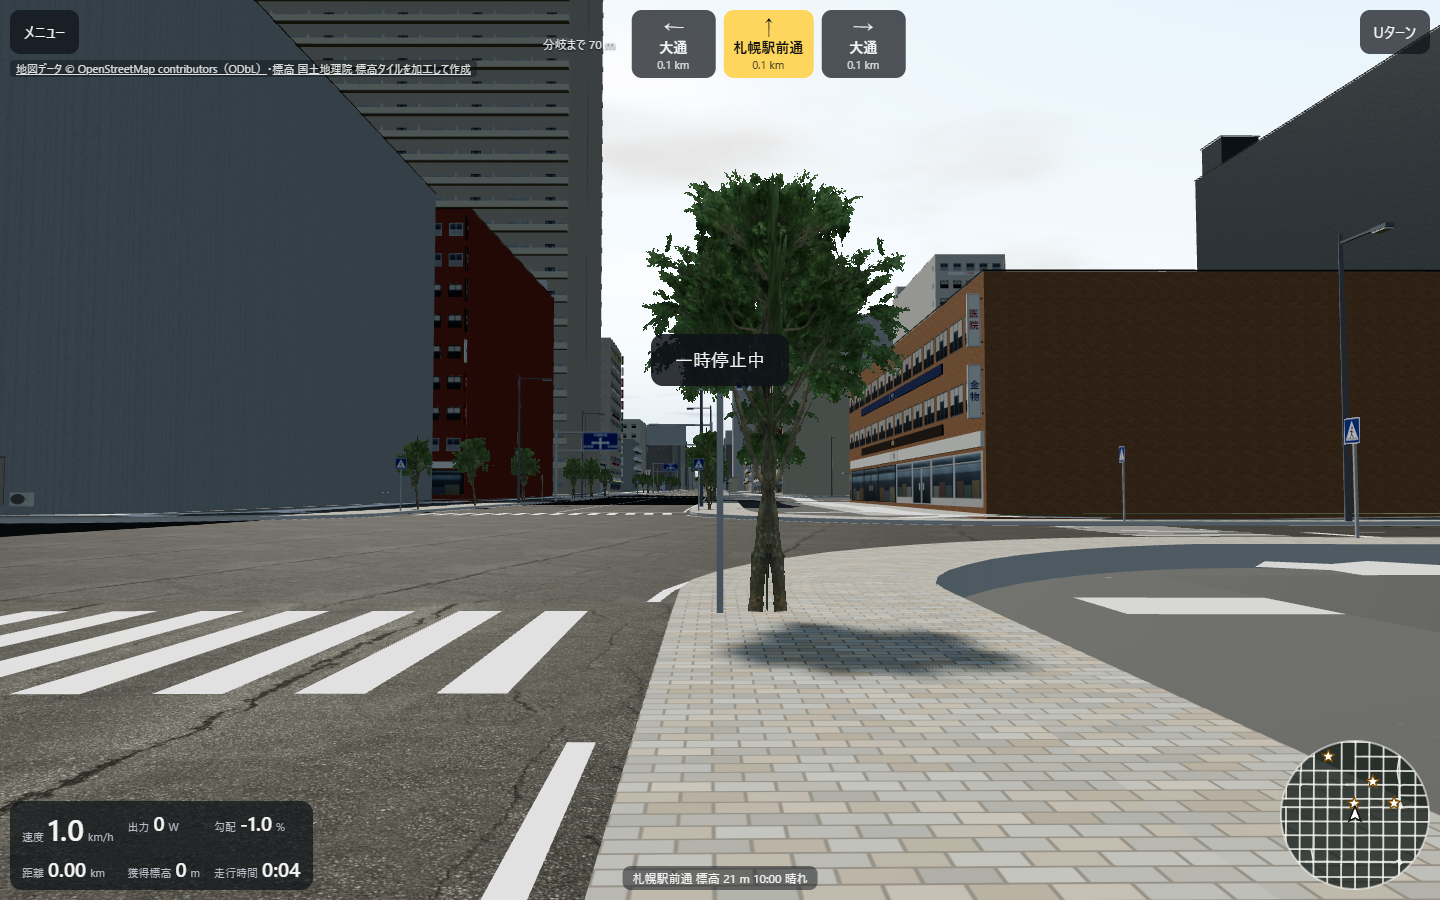 メニュー
地図データ © OpenStreetMap contributors（ODbL）・標高 国土地理院 標高タイルを加工して作成
分岐まで 70 m
←
大通
0.1 km
↑
札幌駅前通
0.1 km
→
大通
0.1 km
Uターン
医院
金物
一時停止中
速度 1.0 km/h
出力 0 W
勾配 -1.0 %
距離 0.00 km
獲得標高 0 m
走行時間 0:04
札幌駅前通 標高 21 m 10:00 晴れ